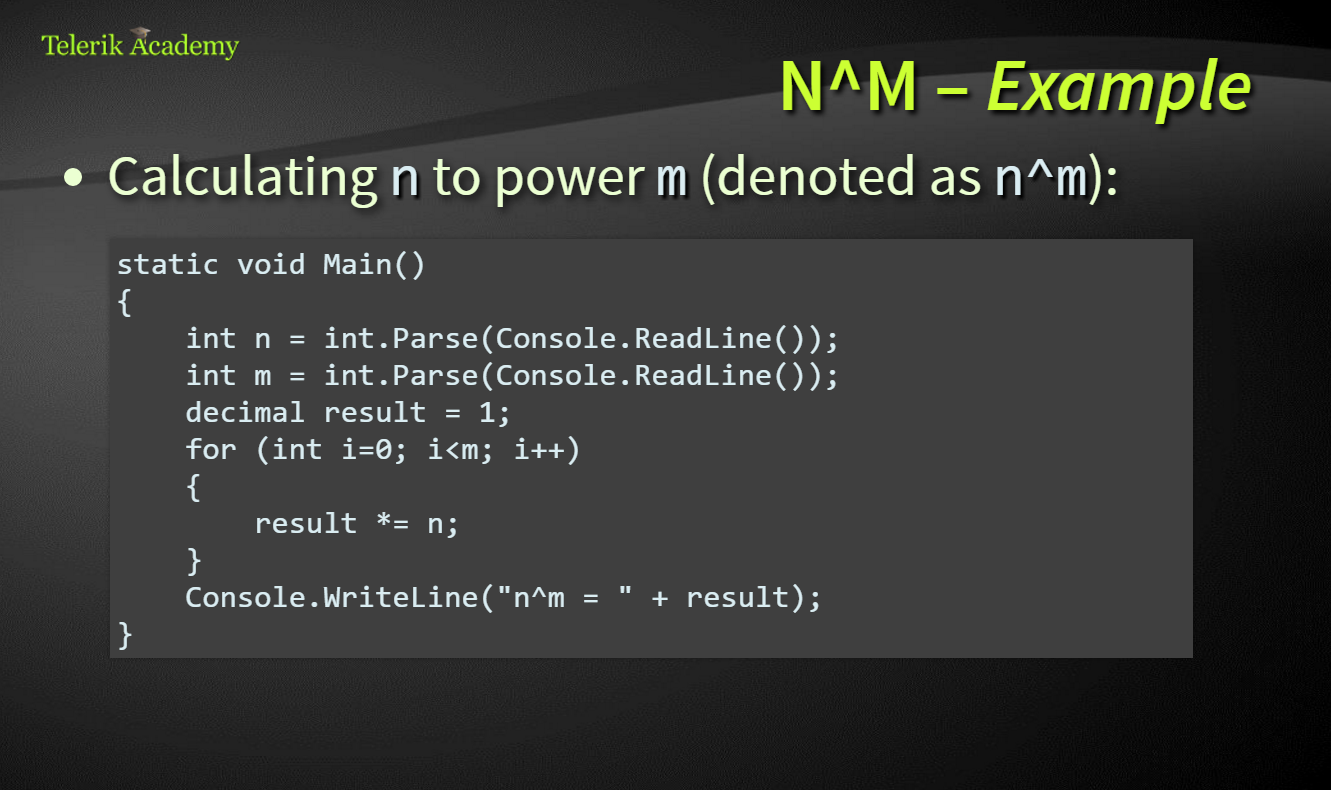 Telerik Academy
N^M – Example
• Calculating n to power m (denoted as n^m):
static void Main()
{
    int n = int.Parse(Console.ReadLine());
    int m = int.Parse(Console.ReadLine());
    decimal result = 1;
    for (int i=0; i<m; i++)
    {
        result *= n;
    }
    Console.WriteLine("n^m = " + result);
}